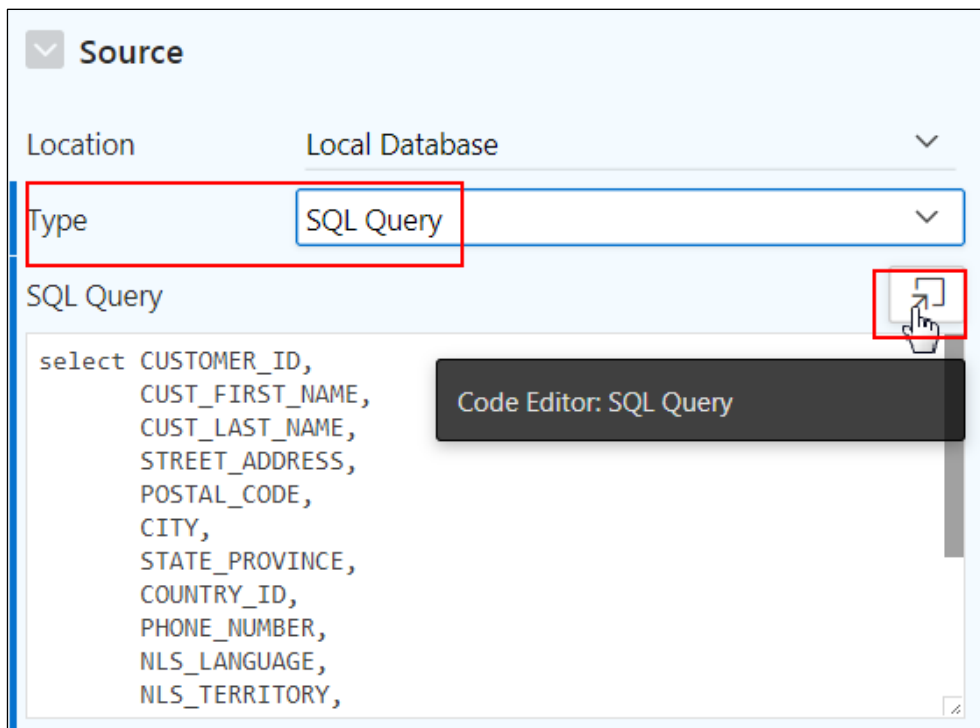 Source
Location Local Database
Type SQL Query
SQL Query
select CUSTOMER_ID,
CUST_FIRST_NAME,
Code Editor: SQL Query
CUST_LAST_NAME,
STREET_ADDRESS,
POSTAL_CODE,
CITY,
STATE_PROVINCE,
COUNTRY_ID,
PHONE_NUMBER,
NLS_LANGUAGE,
NLS_TERRITORY,